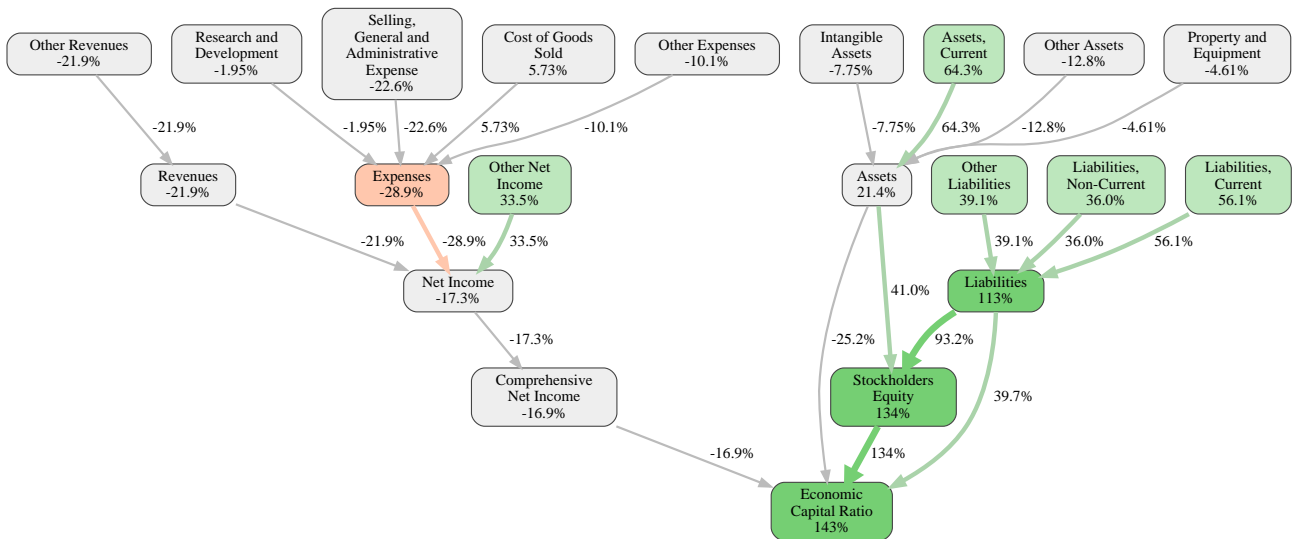 Other Revenues
-21.9%
Research and
Development
-1.95%
Selling,
General and
Administrative
Expense
-22.6%
Cost of Goods
Sold
5.73%
Other Expenses
-10.1%
Intangible
Assets
-7.75%
Assets,
Current
64.3%
Other Assets
-12.8%
Property and
Equipment
-4.61%
-21.9%
-1.95%
-22.6%
5.73%
-10.1%
-7.75%
64.3%
-12.8%
-4.61%
Revenues
-21.9%
Expenses
-28.9%
Other Net
Income
33.5%
Assets
21.4%
Other
Liabilities
39.1%
Liabilities,
Non-Current
36.0%
Liabilities,
Current
56.1%
-21.9%
-28.9%
33.5%
39.1%
36.0%
56.1%
Net Income
-17.3%
41.0%
Liabilities
113%
-17.3%
-25.2%
93.2%
Comprehensive
Net Income
-16.9%
Stockholders
Equity
134%
39.7%
-16.9%
134%
Economic
Capital Ratio
143%